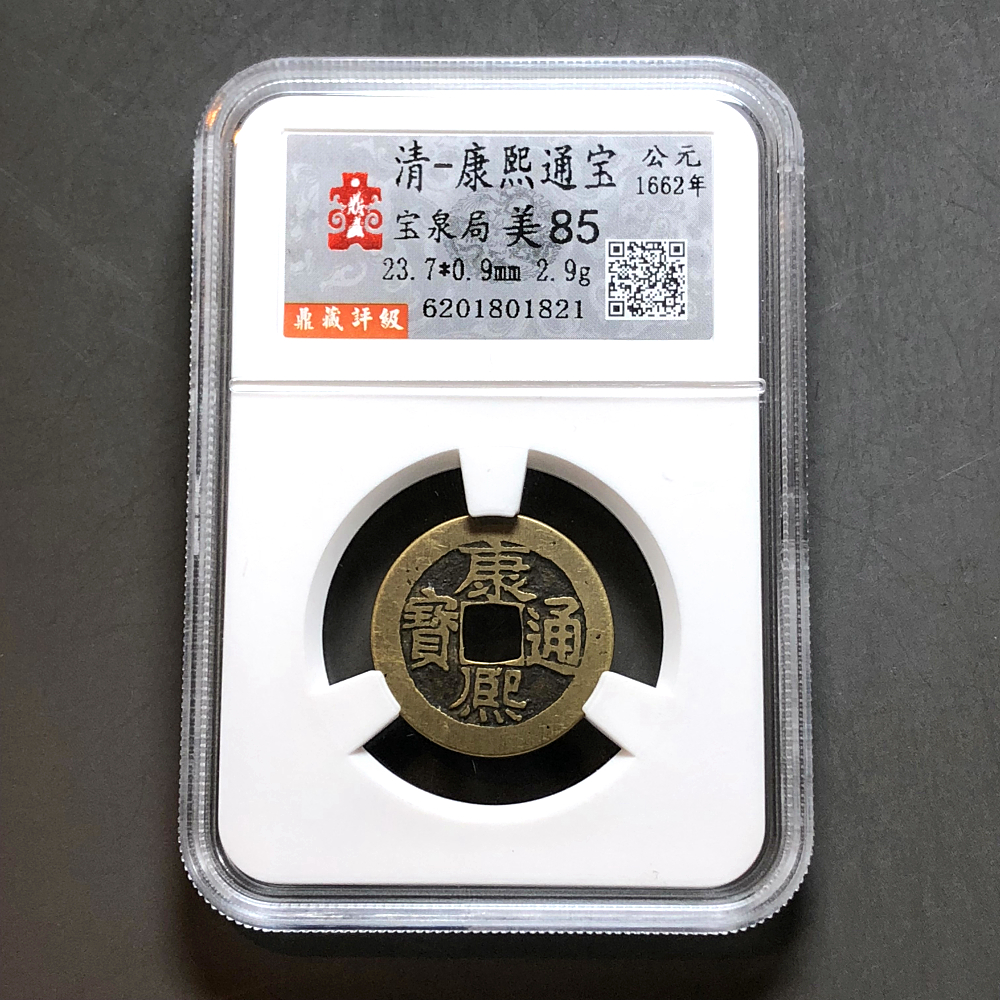 清-康熙通宝
公元
1662年
宝泉局 美85
23.7*0.9mm 2.9g
鼎藏評級
6201801821
康熙通寶